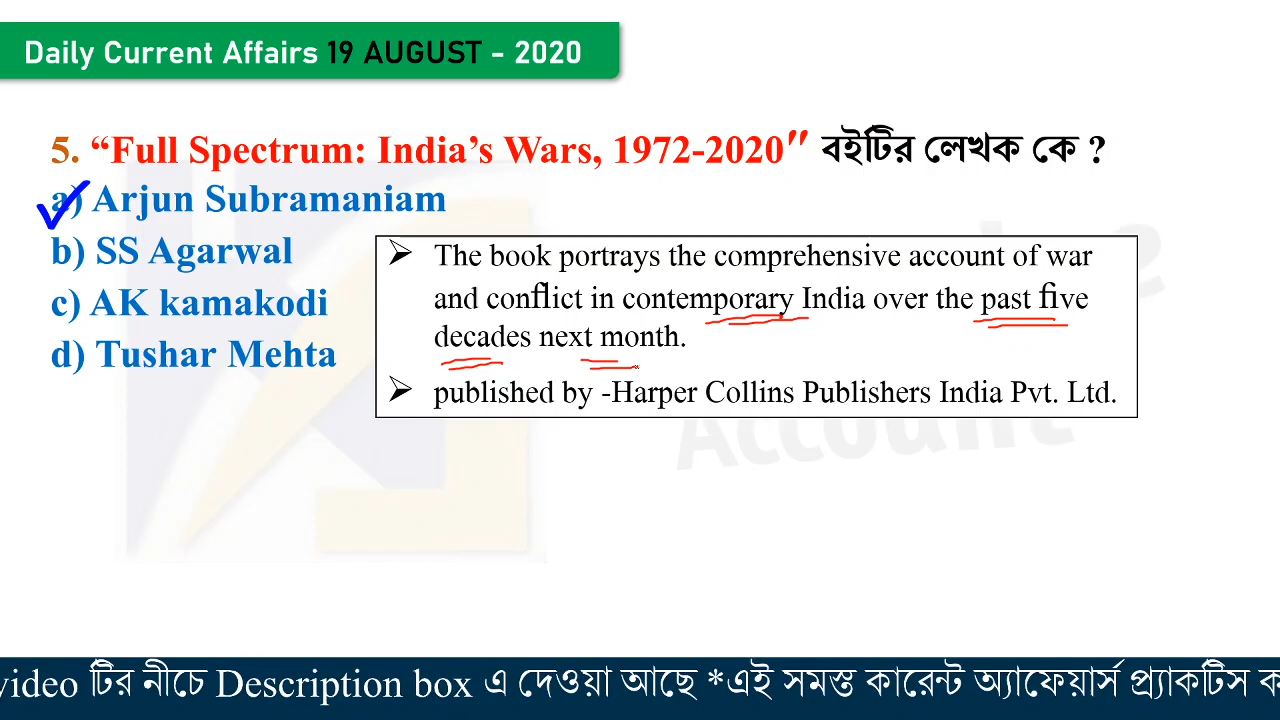 Daily Current Affairs 19 AUGUST - 2020
5. “Full Spectrum: India’s Wars, 1972-2020" বইটির লেখক কে ?
a) Arjun Subramaniam
b) SS Agarwal
c) AK kamakodi
d) Tushar Mehta
➢ The book portrays the comprehensive account of war
and conflict in contemporary India over the past five
decades next month.
➢ published by -Harper Collins Publishers India Pvt. Ltd.
Account
video টির নীচে Description box এ দেওয়া আছে *এই সমস্ত কারেন্ট অ্যাফেয়ার্স প্র্যাকটিস ক